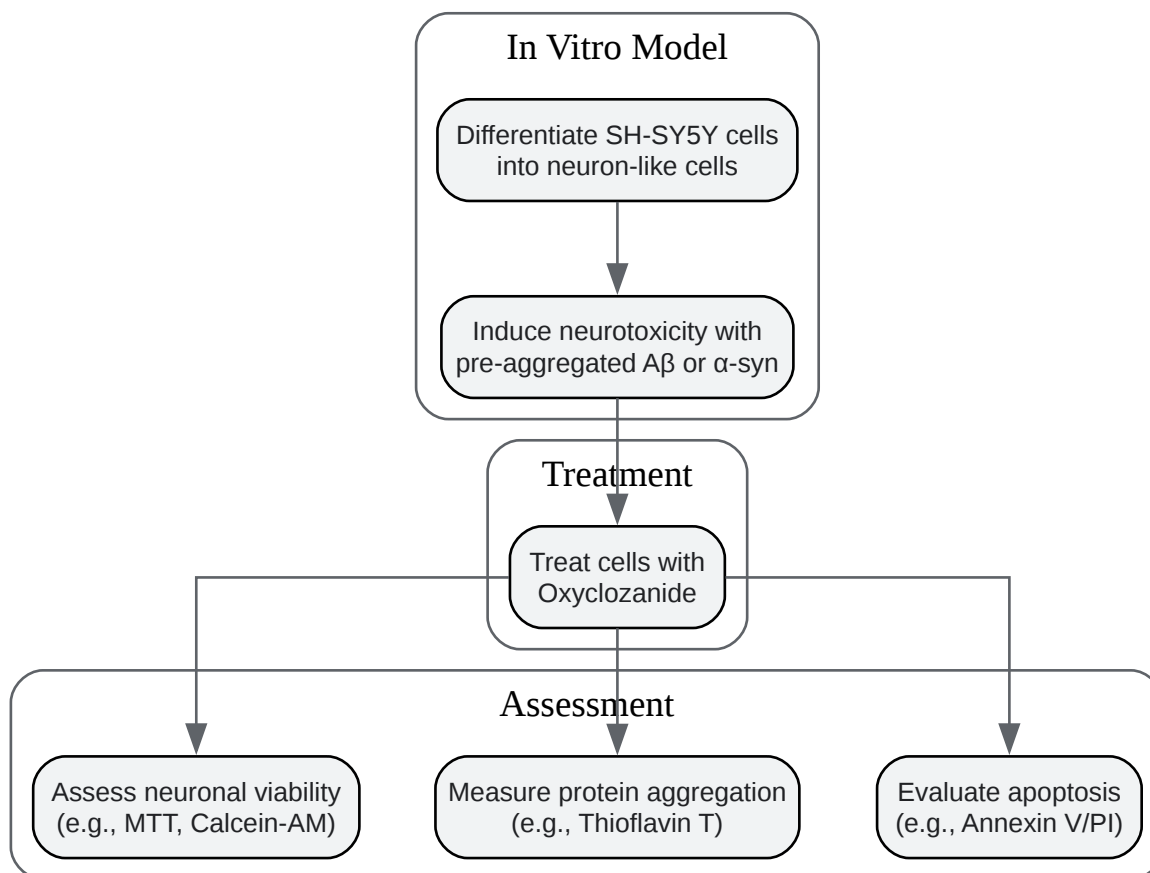 In Vitro Model
Differentiate SH-SY5Y cells
into neuron-like cells
Induce neurotoxicity with
pre-aggregated Aβ or α-syn
Treatment
Treat cells with
Oxyclozanide
Assessment
Assess neuronal viability
(e.g., MTT, Calcein-AM)
Measure protein aggregation
(e.g., Thioflavin T)
Evaluate apoptosis
(e.g., Annexin V/PI)